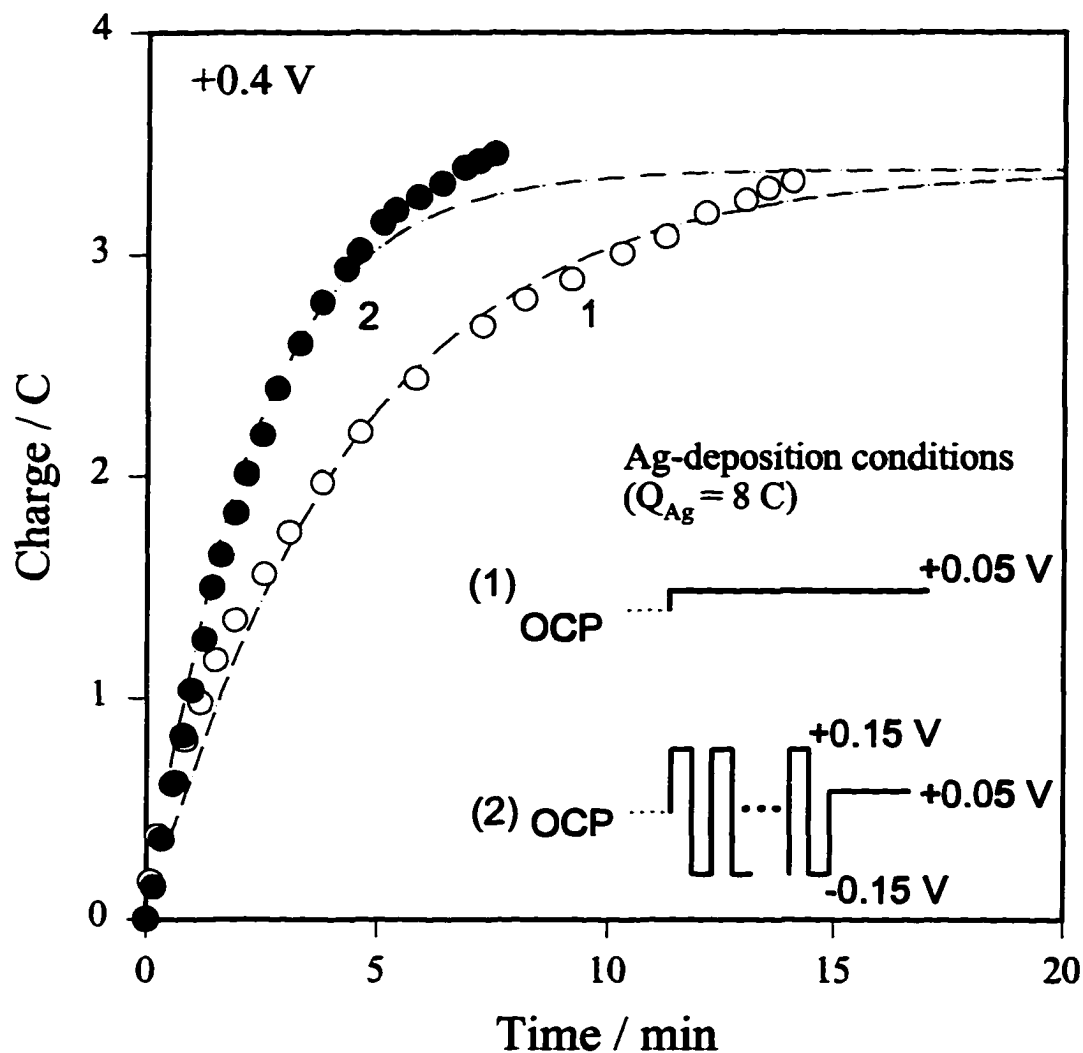 +0.4 V
4
3
2
1
0
Charge / C
2
1
Ag-deposition conditions
(QAg = 8 C)
(1)
OCP
+0.05 V
(2)
OCP
+0.15 V
+0.05 V
-0.15 V
0
5
10
15
20
Time / min